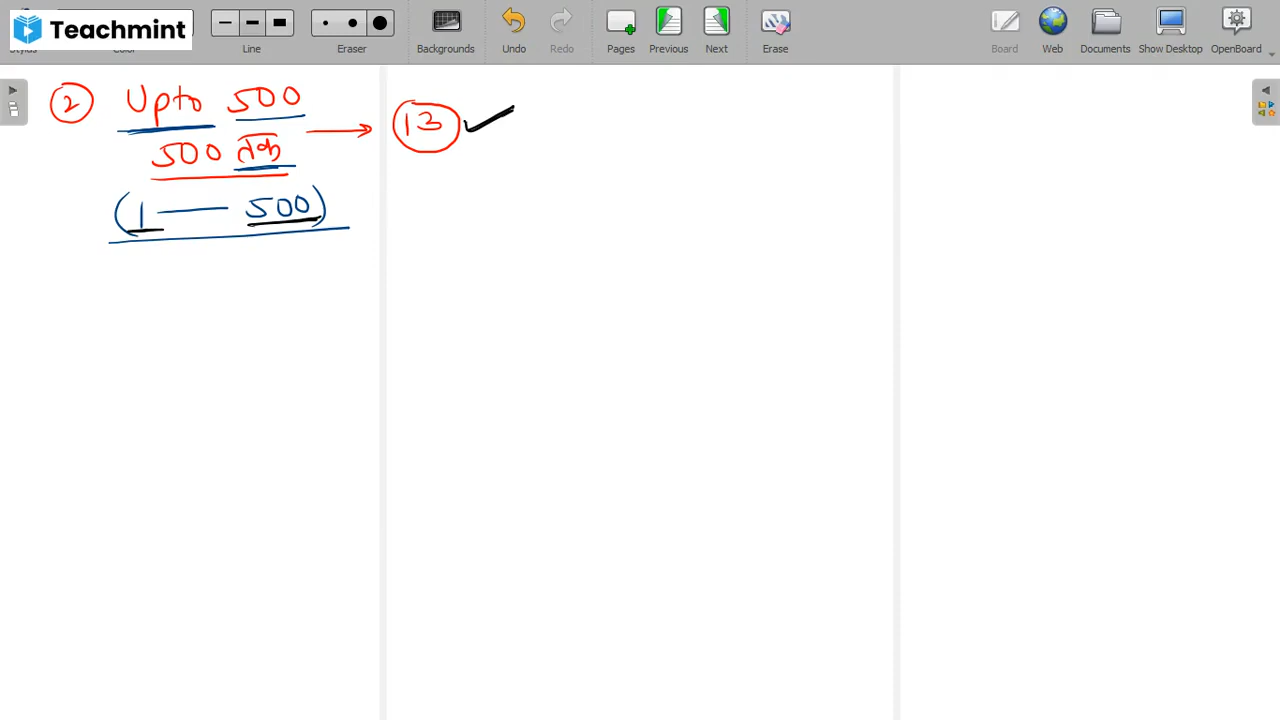 Teachmint
Color
Line
Eraser
Backgrounds
Undo
Redo
Pages
Previous
Next
Erase
Board
Web
Documents
Show Desktop
OpenBoard
2 Upto 500
500 तक
(1 — 500)
→ 13 ✓